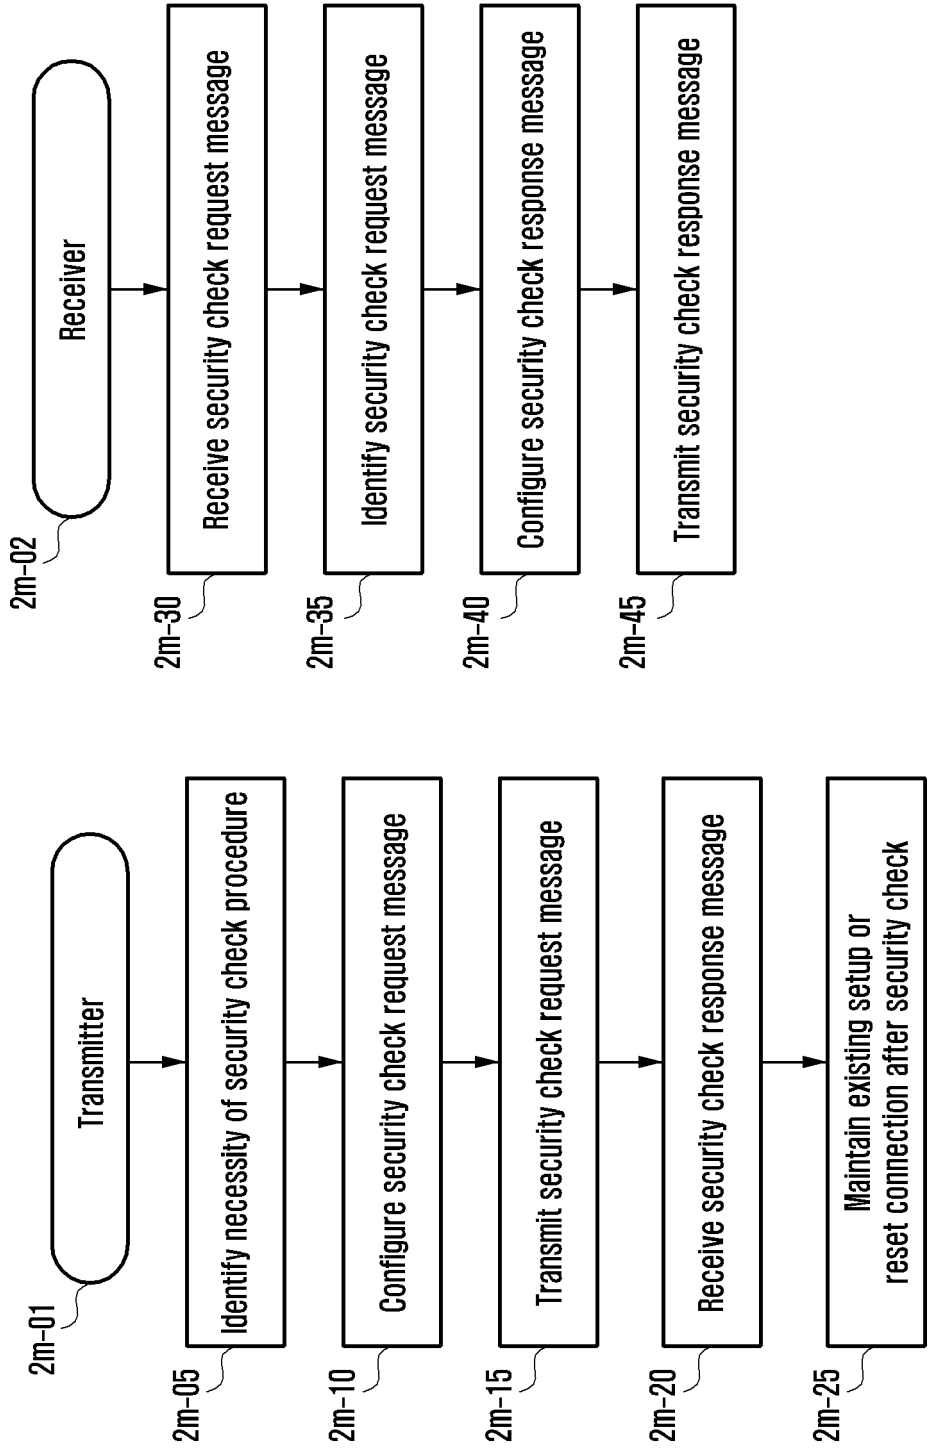 2m-01
Transmitter
2m-05
Identify necessity of security check procedure
2m-10
Configure security check request message
2m-15
Transmit security check request message
2m-20
Receive security check response message
2m-25
Maintain existing setup or
reset connection after security check
2m-02
Receiver
2m-30
Receive security check request message
2m-35
Identify security check request message
2m-40
Configure security check response message
2m-45
Transmit security check response message